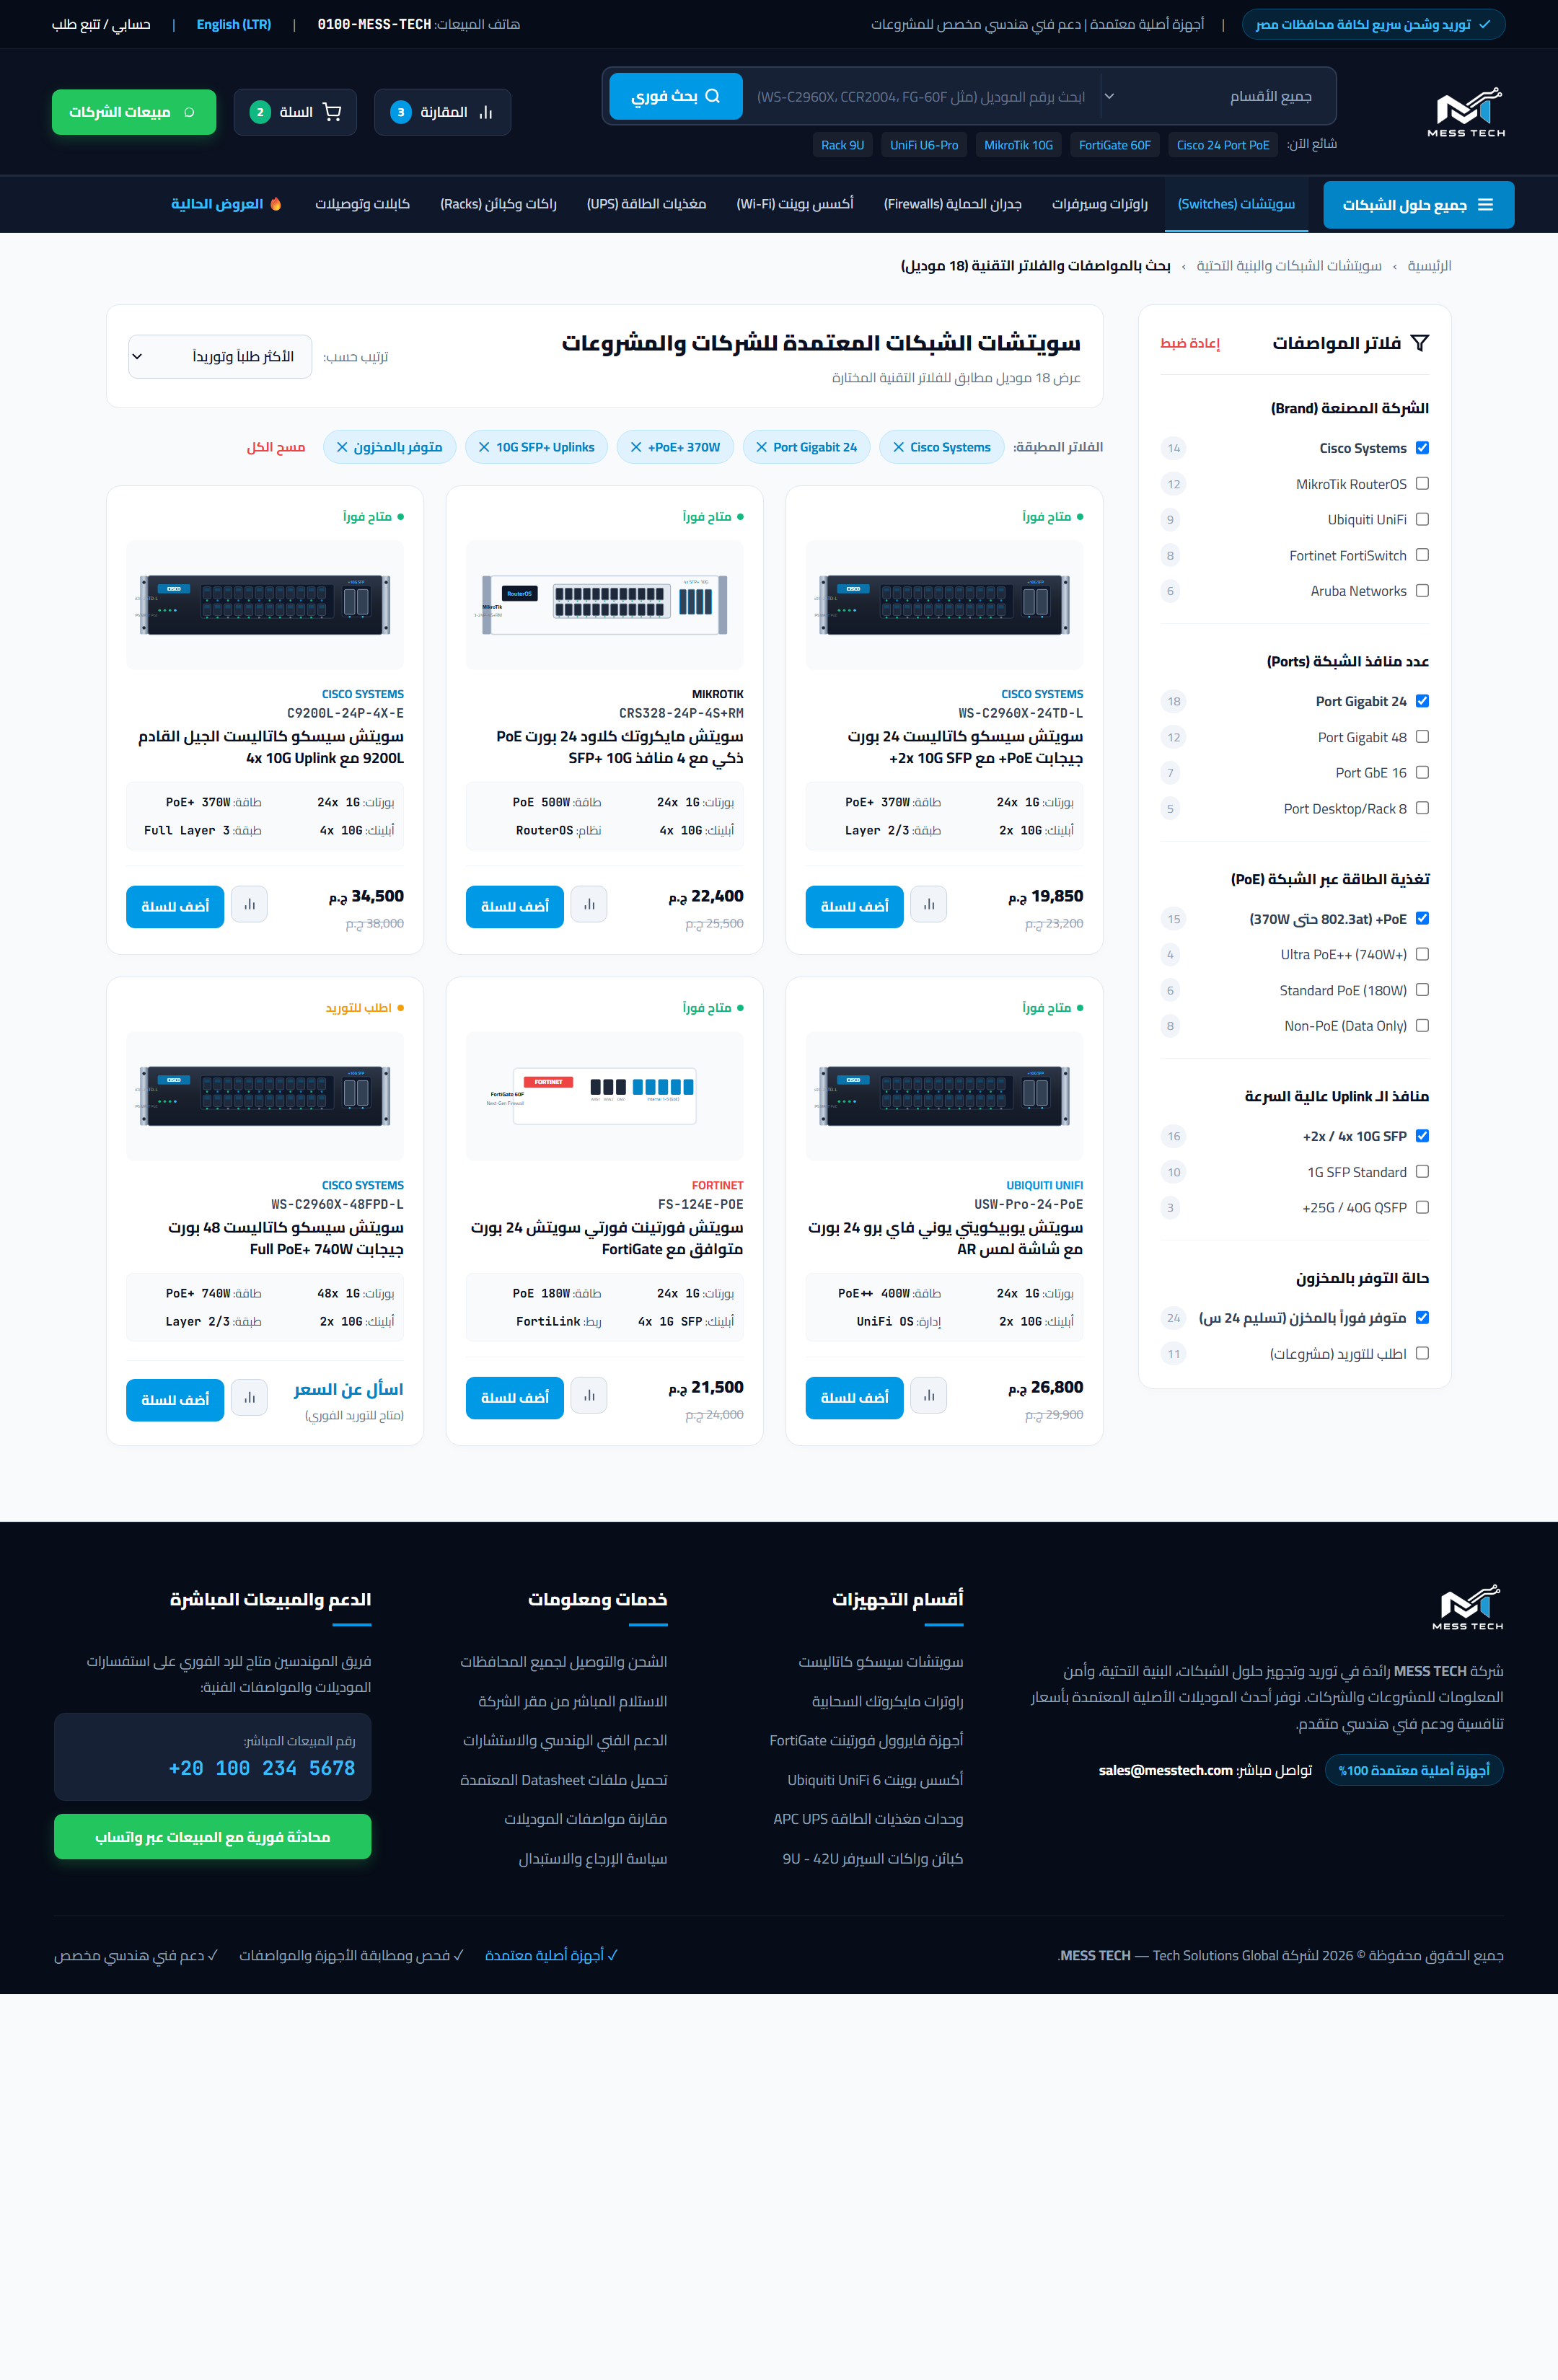 توريد وشحن سريع لكافة محافظات مصر | أجهزة أصلية معتمدة | دعم فني هندسي مخصص للمشروعات
هاتف المبيعات: 0100-MESS-TECH | English (LTR) | حسابي / تتبع طلب
MESS TECH
جميع الأقسام
ابحث برقم الموديل (مثل WS-C2960X، CCR2004، FG-60F)
بحث فوري
المقارنة 3
السلة 2
مبيعات الشركات
شائع الآن: Cisco 24 Port PoE FortiGate 60F MikroTik 10G UniFi U6-Pro Rack 9U
جميع حلول الشبكات
سويتشات (Switches)
راوترات وسيرفرات
جدران الحماية (Firewalls)
أكسس بوينت (Wi-Fi)
مغذيات الطاقة (UPS)
راكات وكبائن (Racks)
كابلات وتوصيلات
🔥 العروض الحالية
الرئيسية › سويتشات الشبكات والبنية التحتية › بحث بالمواصفات والفلاتر التقنية (18 موديل)
فلاتر المواصفات
إعادة ضبط
الشركة المصنعة (Brand)
Cisco Systems 14
MikroTik RouterOS 12
Ubiquiti UniFi 9
Fortinet FortiSwitch 8
Aruba Networks 6
عدد منافذ الشبكة (Ports)
Port Gigabit 24 18
Port Gigabit 48 12
Port GbE 16 7
Port Desktop/Rack 8 5
تغذية الطاقة عبر الشبكة (PoE)
+PoE (802.3at حتى 370W) 15
Ultra PoE++ (740W+) 4
Standard PoE (180W) 6
Non-PoE (Data Only) 8
منافذ الـ Uplink عالية السرعة
+2x / 4x 10G SFP 16
1G SFP Standard 10
+25G / 40G QSFP 3
حالة التوفر بالمخزون
متوفر فوراً بالمخزن (تسليم 24 س) 24
اطلب للتوريد (مشروعات) 11
سويتشات الشبكات المعتمدة للشركات والمشروعات
عرض 18 موديل مطابق للفلاتر التقنية المختارة
ترتيب حسب: الأكثر طلباً وتوريداً
الفلاتر المطبقة: Cisco Systems Port Gigabit 24 +PoE+ 370W 10G SFP+ Uplinks متوفر بالمخزون مسح الكل
متاح فوراً
CISCO
CISCO SYSTEMS
WS-C2960X-24TD-L
سويتش سيسكو كاتاليست 24 بورت
جيجابت PoE+ مع 2x 10G SFP+
بورتات: 24x 1G
طاقة: PoE+ 370W
أبلينك: 2x 10G
طبقة: Layer 2/3
19,850 ج.م
23,200 ج.م
أضف للسلة
متاح فوراً
RouterOS
MikroTik
MIKROTIK
CRS328-24P-4S+RM
سويتش مايكروتك كلاود 24 بورت PoE
ذكي مع 4 منافذ SFP+ 10G
بورتات: 24x 1G
طاقة: PoE 500W
أبلينك: 4x 10G
نظام: RouterOS
22,400 ج.م
25,500 ج.م
أضف للسلة
متاح فوراً
CISCO
CISCO SYSTEMS
C9200L-24P-4X-E
سويتش سيسكو كاتاليست الجيل القادم
9200L مع 4x 10G Uplink
بورتات: 24x 1G
طاقة: PoE+ 370W
أبلينك: 4x 10G
طبقة: Full Layer 3
34,500 ج.م
38,000 ج.م
أضف للسلة
متاح فوراً
CISCO
UBIQUITI UNIFI
USW-Pro-24-PoE
سويتش يوبيكويتي يوني فاي برو 24 بورت
مع شاشة لمس AR
بورتات: 24x 1G
طاقة: PoE++ 400W
أبلينك: 2x 10G
إدارة: UniFi OS
26,800 ج.م
29,900 ج.م
أضف للسلة
متاح فوراً
FORTINET
FortiGate 60F
Next-Gen Firewall
FORTINET
FS-124E-POE
سويتش فورتينت فورتي سويتش 24 بورت
متوافق مع FortiGate
بورتات: 24x 1G
طاقة: PoE 180W
أبلينك: 4x 1G SFP
ربط: FortiLink
21,500 ج.م
24,000 ج.م
أضف للسلة
اطلب للتوريد
CISCO
CISCO SYSTEMS
WS-C2960X-48FPD-L
سويتش سيسكو كاتاليست 48 بورت
جيجابت Full PoE+ 740W
بورتات: 48x 1G
طاقة: PoE+ 740W
أبلينك: 2x 10G
طبقة: Layer 2/3
اسأل عن السعر
(متاح للتوريد الفوري)
أضف للسلة
MESS TECH
شركة MESS TECH رائدة في توريد وتجهيز حلول الشبكات، البنية التحتية، وأمن
المعلومات للمشروعات والشركات. نوفر أحدث الموديلات الأصلية المعتمدة بأسعار
تنافسية ودعم فني هندسي متقدم.
أجهزة أصلية معتمدة 100% تواصل مباشر: sales@messtech.com
أقسام التجهيزات
سويتشات سيسكو كاتاليست
راوترات مايكروتك السحابية
أجهزة فايروول فورتينت FortiGate
أكسس بوينت Ubiquiti UniFi 6
وحدات مغذيات الطاقة APC UPS
كبائن وراكات السيرفر 9U - 42U
خدمات ومعلومات
الشحن والتوصيل لجميع المحافظات
الاستلام المباشر من مقر الشركة
الدعم الفني الهندسي والاستشارات
تحميل ملفات Datasheet المعتمدة
مقارنة مواصفات الموديلات
سياسة الإرجاع والاستبدال
الدعم والمبيعات المباشرة
فريق المهندسين متاح للرد الفوري على استفسارات
الموديلات والمواصفات الفنية:
رقم المبيعات المباشر:
+20 100 234 5678
محادثة فورية مع المبيعات عبر واتساب
جميع الحقوق محفوظة © 2026 لشركة MESS TECH — Tech Solutions Global.
✓ أجهزة أصلية معتمدة ✓ فحص ومطابقة الأجهزة والمواصفات ✓ دعم فني هندسي مخصص